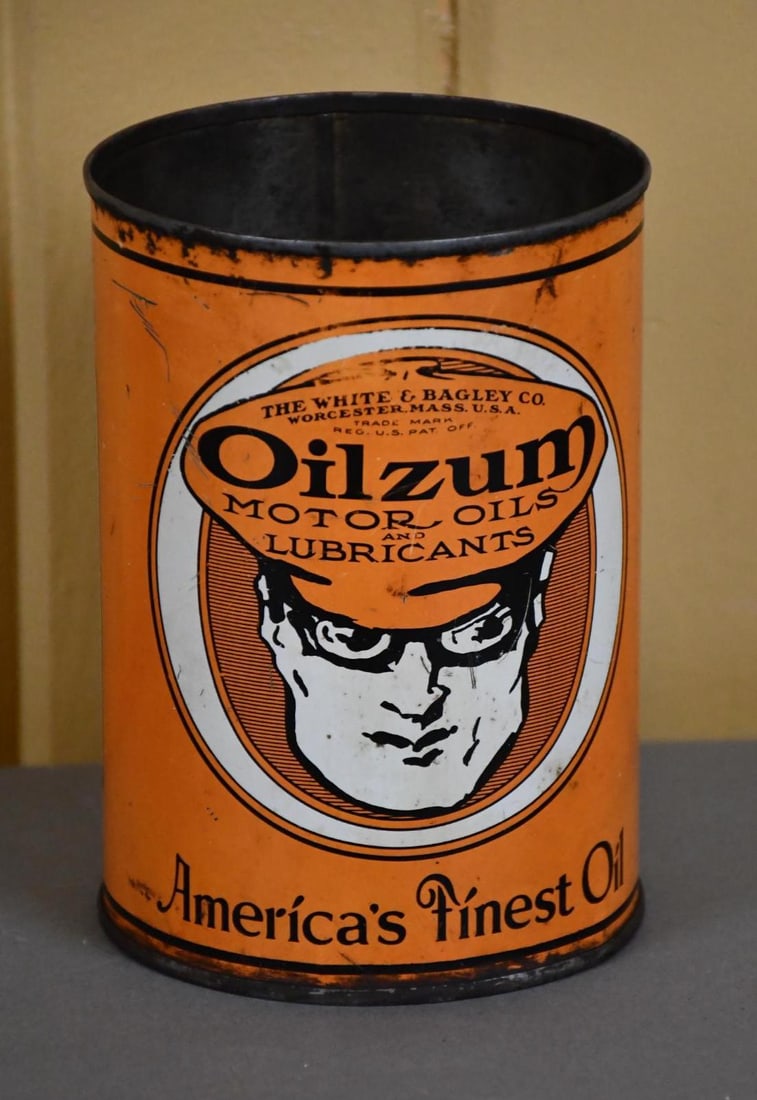 THE WHITE & BAGLEY CO.
WORCESTER, MASS. U.S.A.
TRADE MARK
REG. U.S. PAT. OFF.
Oilzum
MOTOR OILS
AND
LUBRICANTS
America's Finest Oil